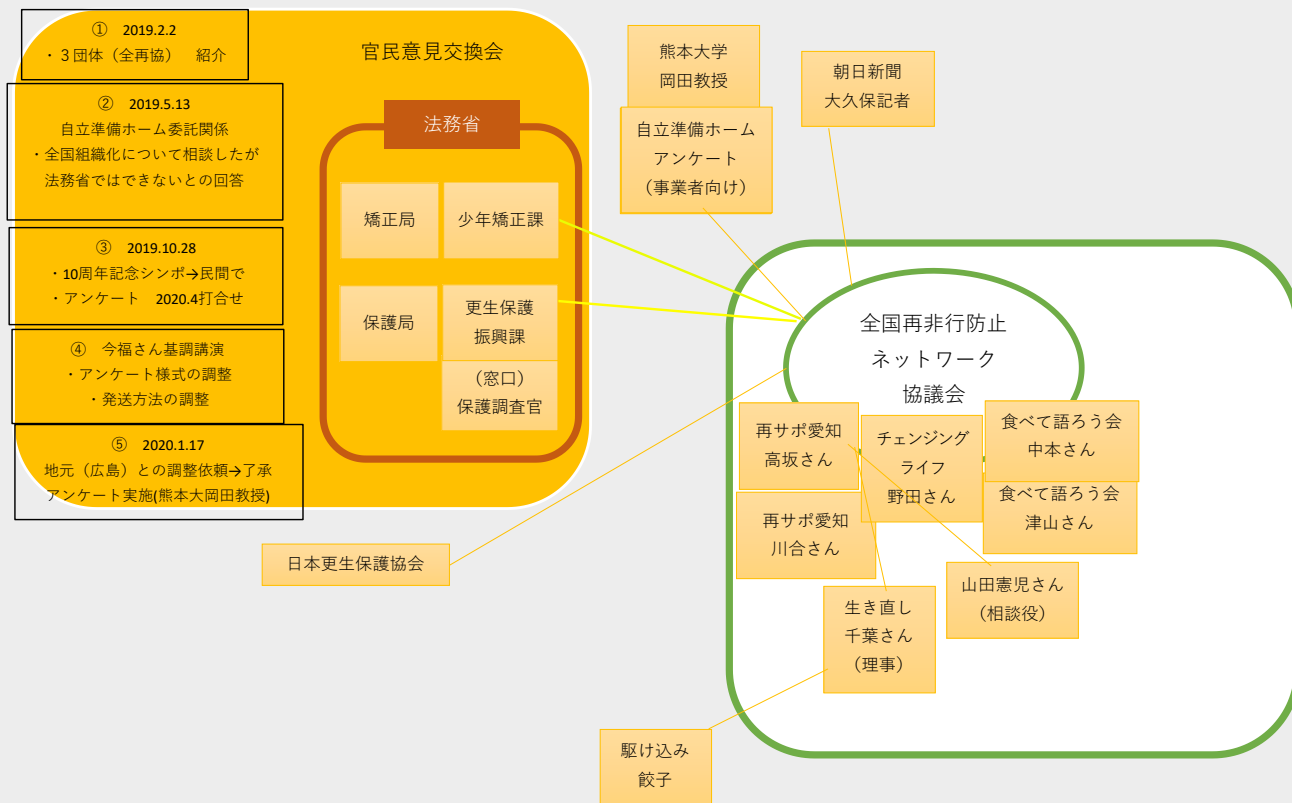 ① 2019.2.2
・３団体（全再協） 紹介
② 2019.5.13
自立準備ホーム委託関係
・全国組織化について相談したが
法務省ではできないとの回答
③ 2019.10.28
・10周年記念シンポ→民間で
・アンケート 2020.4打合せ
④ 今福さん基調講演
・アンケート様式の調整
・発送方法の調整
⑤ 2020.1.17
地元（広島）との調整依頼→了承
アンケート実施(熊本大岡田教授)
官民意見交換会
法務省
矯正局
少年矯正課
保護局
更生保護
振興課
（窓口）
保護調査官
熊本大学
岡田教授
自立準備ホーム
アンケート
（事業者向け）
朝日新聞
大久保記者
全国再非行防止
ネットワーク
協議会
再サポ愛知
高坂さん
チェンジング
ライフ
野田さん
食べて語ろう会
中本さん
再サポ愛知
川合さん
食べて語ろう会
津山さん
日本更生保護協会
生き直し
千葉さん
（理事）
山田憲児さん
（相談役）
駆け込み
餃子